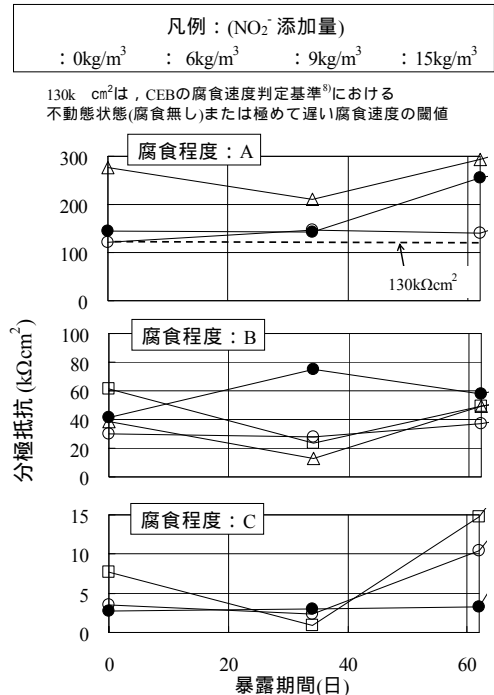 凡例：(NO₂⁻ 添加量)
：0kg/m³ ：6kg/m³ ：9kg/m³ ：15kg/m³
130k cm²は，CEBの腐食速度判定基準⁸⁾における
不動態状態(腐食無し)または極めて遅い腐食速度の閾値
300
腐食程度：A
200
100
130kΩcm²
0
100
腐食程度：B
80
60
40
20
0
分極抵抗 (kΩcm²)
15
腐食程度：C
10
5
0
0 20 40 60
暴露期間(日)